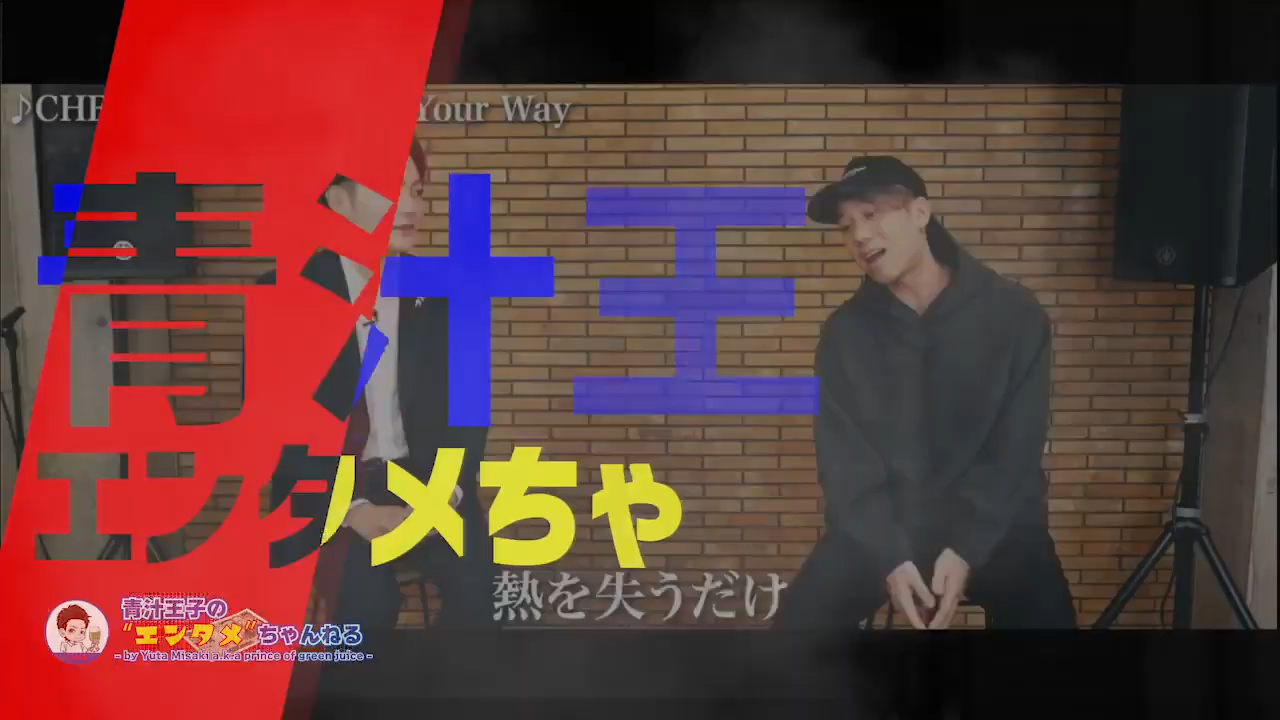 ♪CHE
Your Way
青汁王
エンタメちゃ
熱を失うだけ
青汁王子の
"エンタメ"ちゃんねる
- by Yuta Misaki a.k.a prince of green juice -